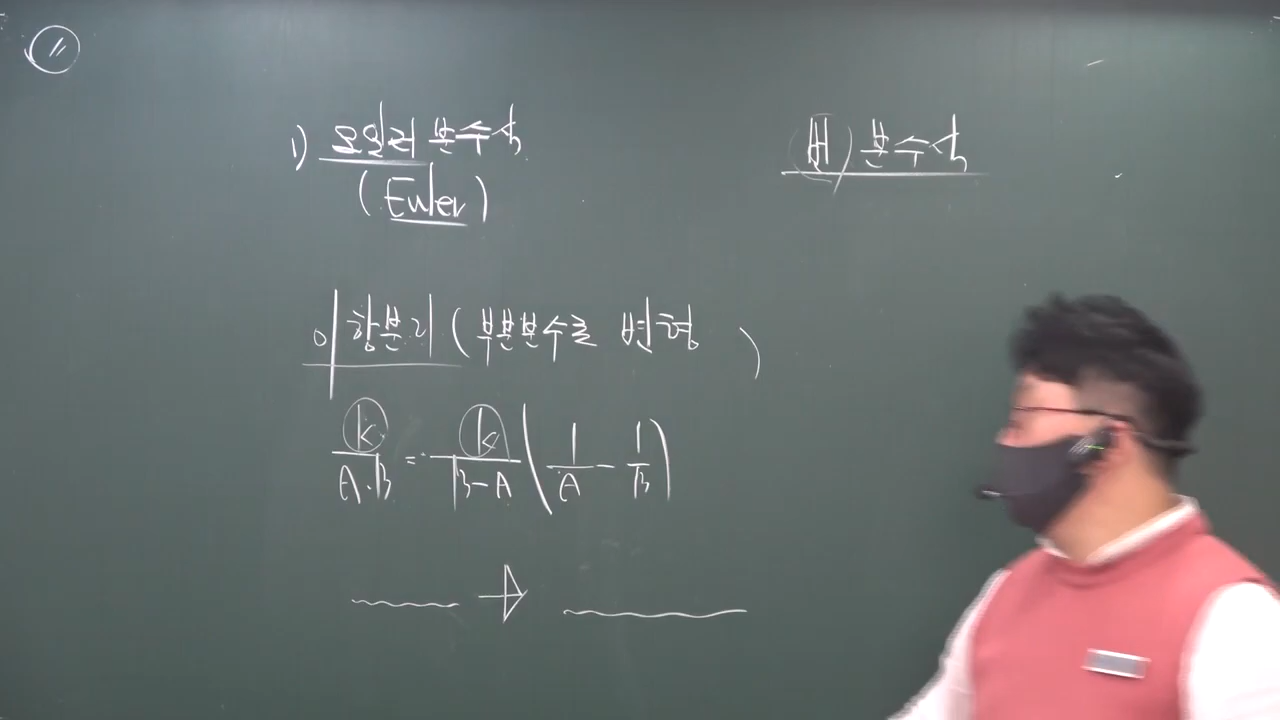 1) 오일러 분수식
(Euler)
이항분리 (부분분수로 변형 )
k/(A·B) = k/(B-A) (1/A - 1/B)
(번) 분수식